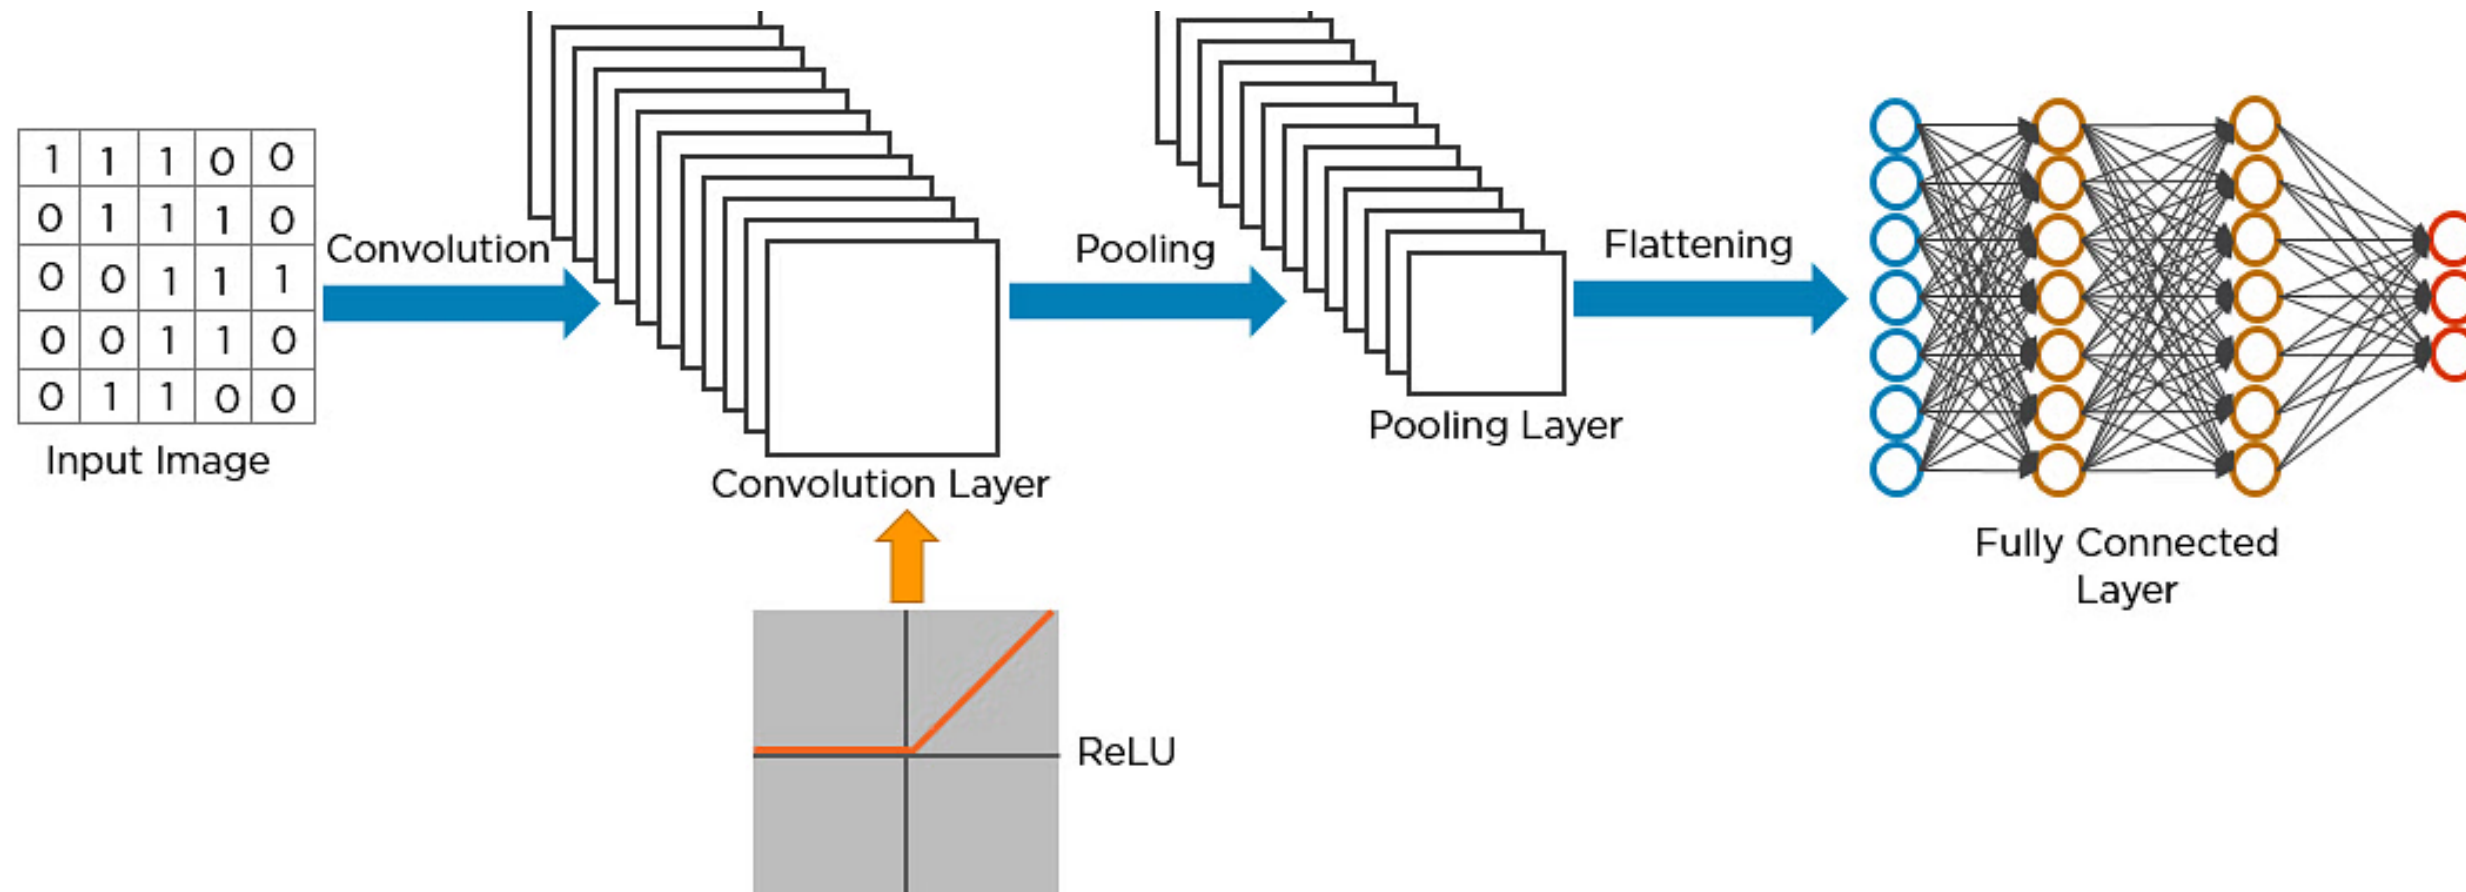 1 1 1 0 0
0 1 1 1 0
0 0 1 1 1
0 0 1 1 0
0 1 1 0 0
Input Image
Convolution
Convolution Layer
ReLU
Pooling
Pooling Layer
Flattening
Fully Connected
Layer